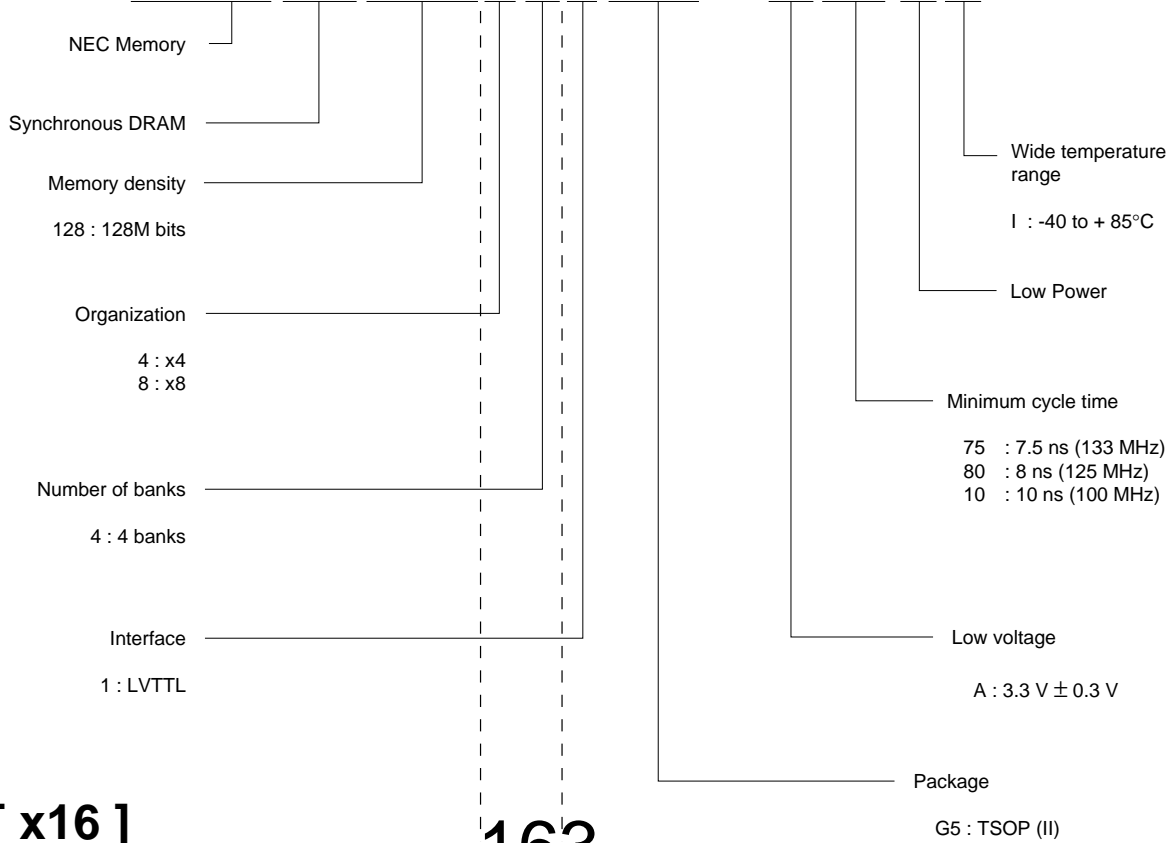 NEC Memory
Synchronous DRAM
Memory density
128 : 128M bits
Organization
4 : x4
8 : x8
Number of banks
4 : 4 banks
Interface
1 : LVTTL
Wide temperature
range
I : -40 to + 85°C
Low Power
Minimum cycle time
75 : 7.5 ns (133 MHz)
80 : 8 ns (125 MHz)
10 : 10 ns (100 MHz)
Low voltage
A : 3.3 V ± 0.3 V
Package
G5 : TSOP (II)
[ x16 ]
163